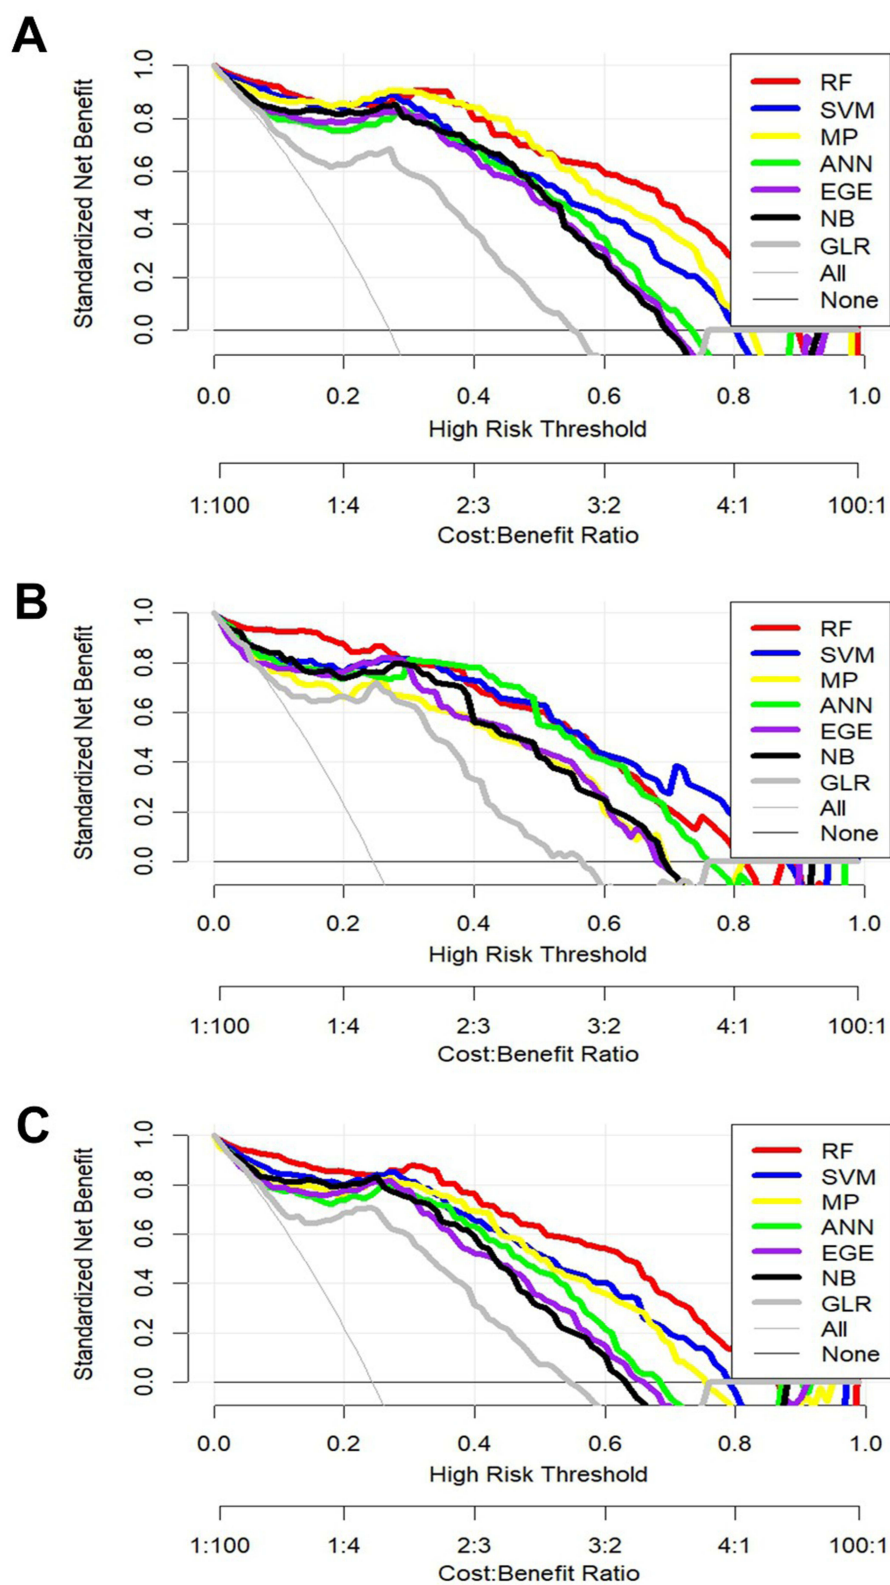 A
Standardized Net Benefit
1.0
0.8
0.6
0.4
0.2
0.0
RF
SVM
MP
ANN
EGE
NB
GLR
All
None
0.0 0.2 0.4 0.6 0.8 1.0
High Risk Threshold
1:100 1:4 2:3 3:2 4:1 100:1
Cost:Benefit Ratio
B
Standardized Net Benefit
1.0
0.8
0.6
0.4
0.2
0.0
RF
SVM
MP
ANN
EGE
NB
GLR
All
None
0.0 0.2 0.4 0.6 0.8 1.0
High Risk Threshold
1:100 1:4 2:3 3:2 4:1 100:1
Cost:Benefit Ratio
C
Standardized Net Benefit
1.0
0.8
0.6
0.4
0.2
0.0
RF
SVM
MP
ANN
EGE
NB
GLR
All
None
0.0 0.2 0.4 0.6 0.8 1.0
High Risk Threshold
1:100 1:4 2:3 3:2 4:1 100:1
Cost:Benefit Ratio